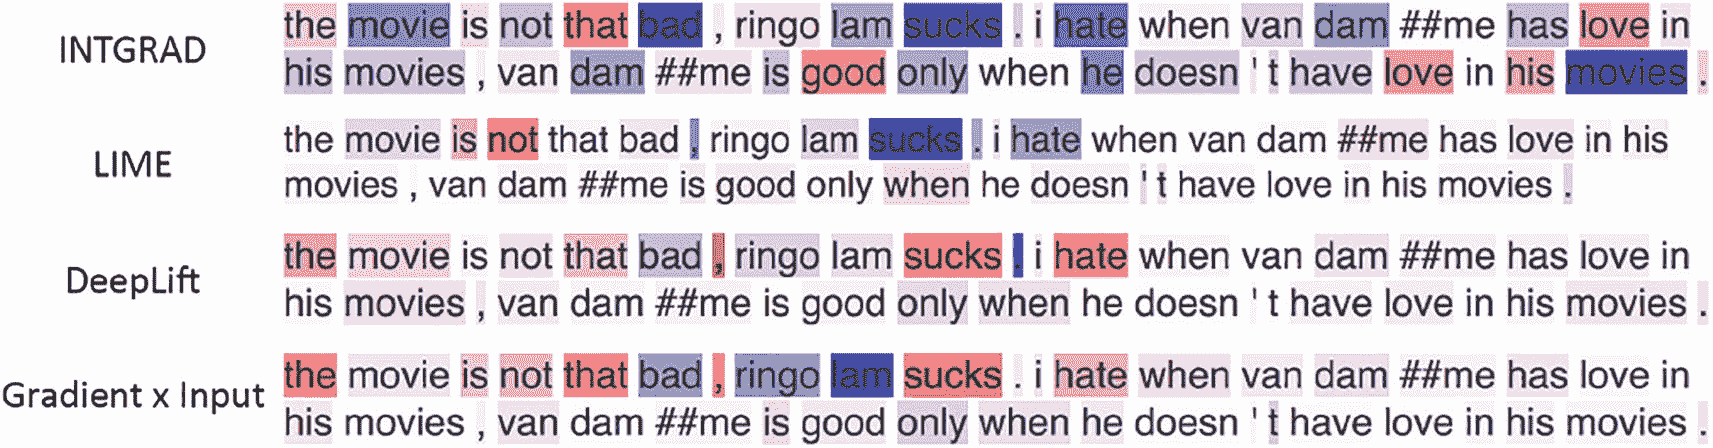 INTGRAD
the movie is not that bad , ringo lam sucks . i hate when van dam ##me has love in
his movies , van dam ##me is good only when he doesn ' t have love in his movies .
LIME
the movie is not that bad , ringo lam sucks . i hate when van dam ##me has love in his
movies , van dam ##me is good only when he doesn ' t have love in his movies .
DeepLift
the movie is not that bad , ringo lam sucks . i hate when van dam ##me has love in
his movies , van dam ##me is good only when he doesn ' t have love in his movies .
Gradient x Input
the movie is not that bad , ringo lam sucks . i hate when van dam ##me has love in
his movies , van dam ##me is good only when he doesn ' t have love in his movies .